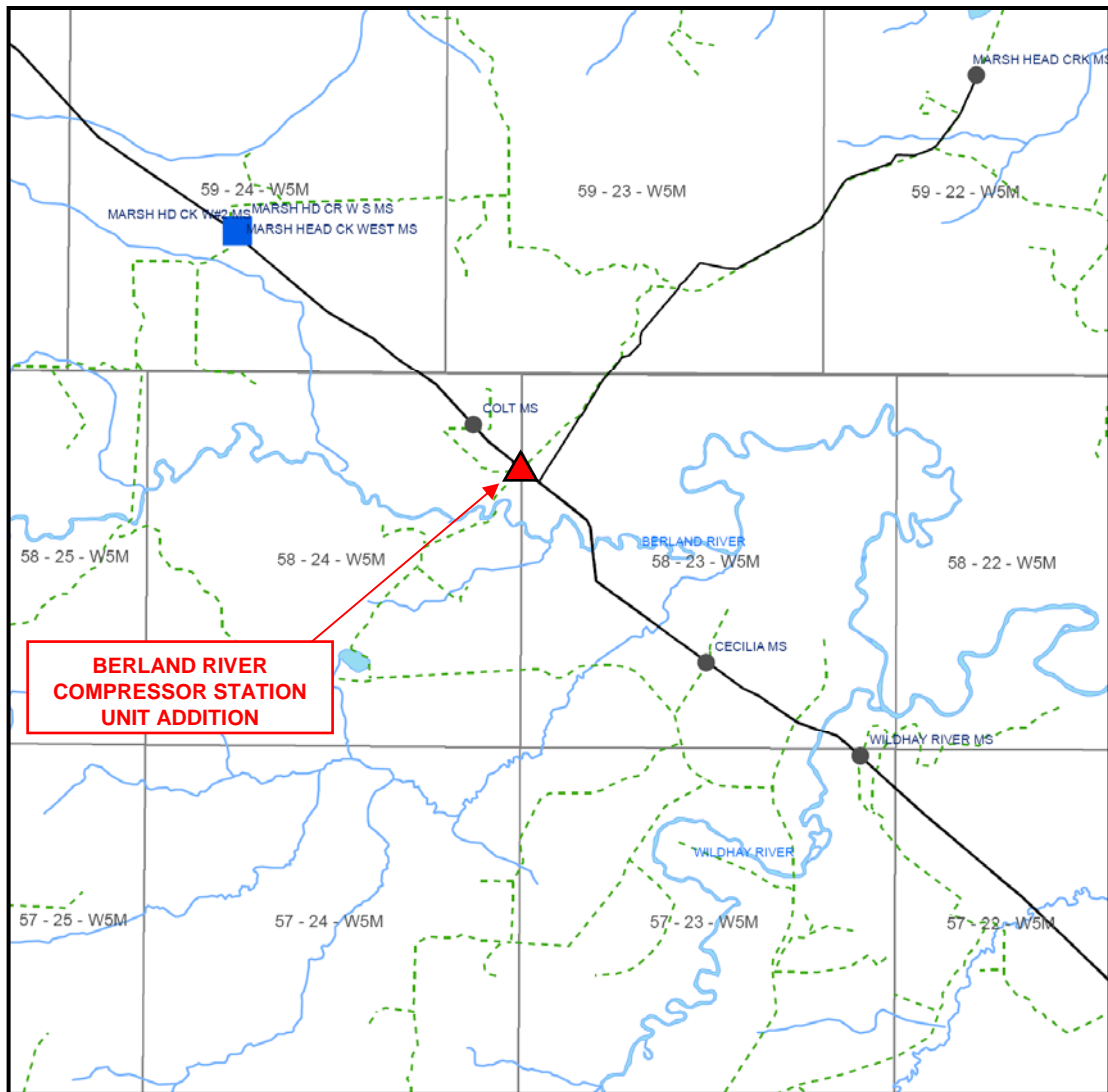 MARSH HEAD CRK MS
59 - 24 - W5M
59 - 23 - W5M
59 - 22 - W5M
MARSH HD CK W#2 MS
MARSH HD CR W S MS
MARSH HEAD CK WEST MS
COLT MS
BERLAND RIVER
58 - 25 - W5M
58 - 24 - W5M
58 - 23 - W5M
58 - 22 - W5M
CECILIA MS
BERLAND RIVER
COMPRESSOR STATION
UNIT ADDITION
WILDHAY RIVER MS
WILDHAY RIVER
57 - 25 - W5M
57 - 24 - W5M
57 - 23 - W5M
57 - 22 - W5M